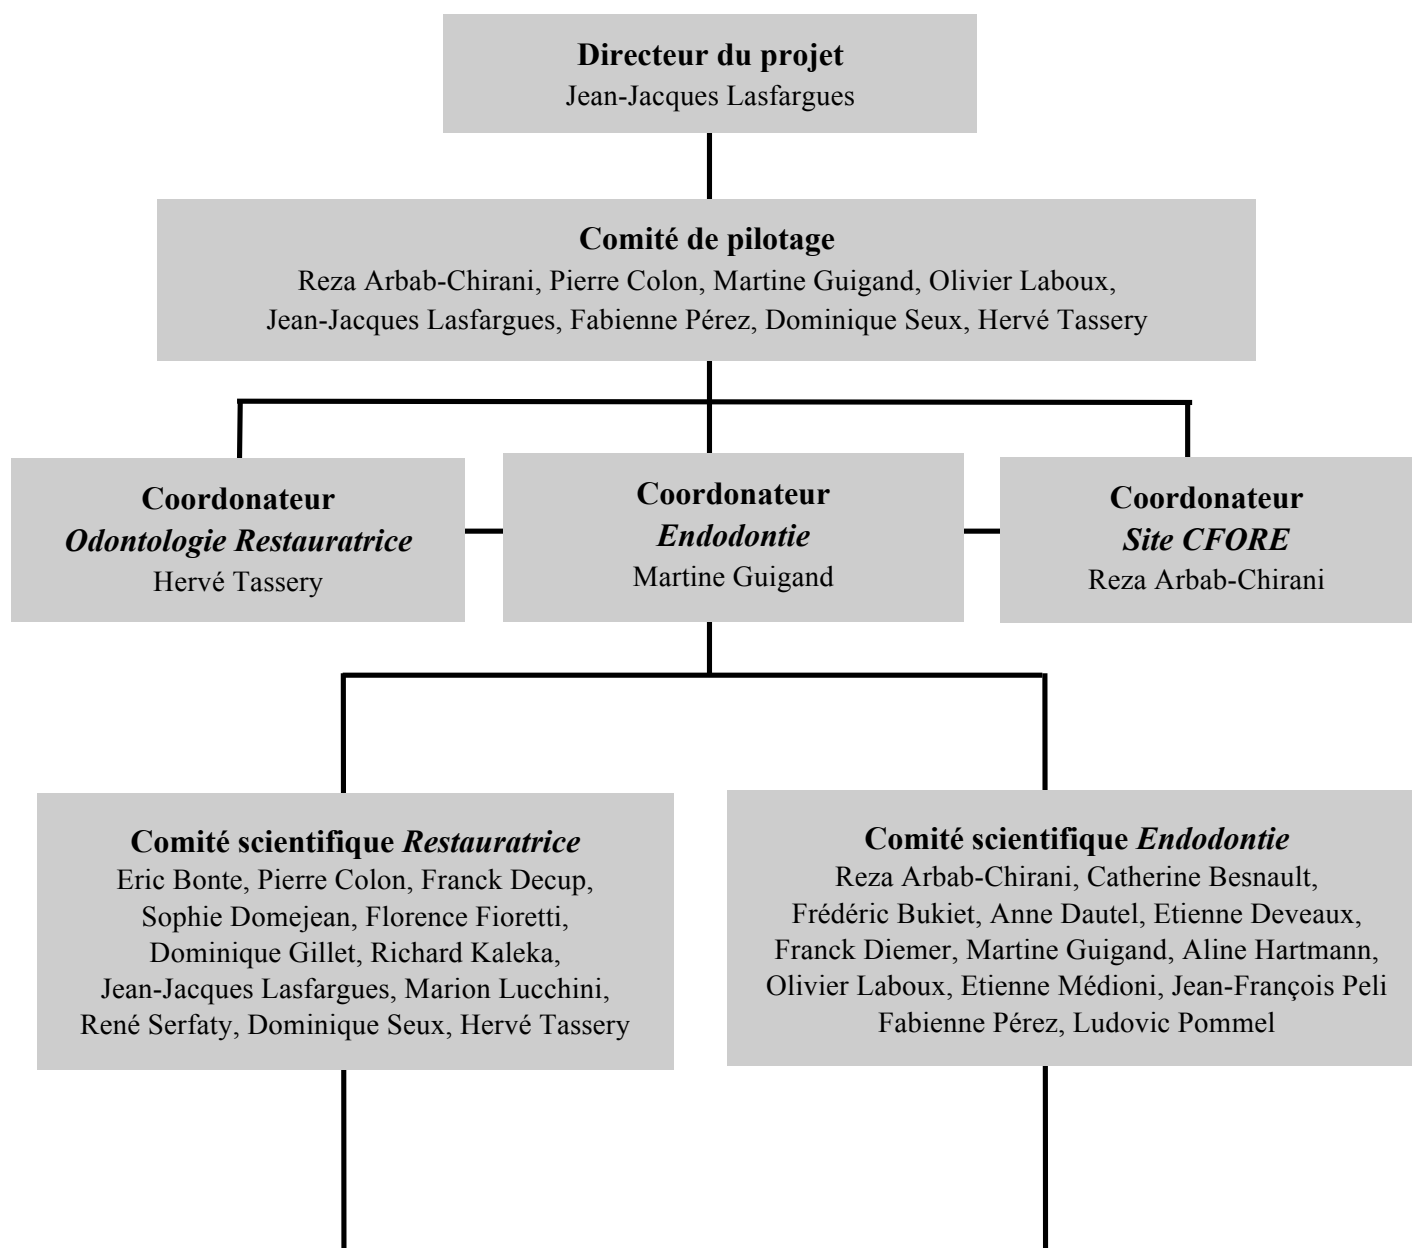 Directeur du projet
Jean-Jacques Lasfargues
Comité de pilotage
Reza Arbab-Chirani, Pierre Colon, Martine Guigand, Olivier Laboux,
Jean-Jacques Lasfargues, Fabienne Pérez, Dominique Seux, Hervé Tassery
Coordonateur
Odontologie Restauratrice
Hervé Tassery
Coordonateur
Endodontie
Martine Guigand
Coordonateur
Site CFORE
Reza Arbab-Chirani
Comité scientifique Restauratrice
Eric Bonte, Pierre Colon, Franck Decup,
Sophie Domejean, Florence Fioretti,
Dominique Gillet, Richard Kaleka,
Jean-Jacques Lasfargues, Marion Lucchini,
René Serfaty, Dominique Seux, Hervé Tassery
Comité scientifique Endodontie
Reza Arbab-Chirani, Catherine Besnault,
Frédéric Bukiet, Anne Dautel, Etienne Deveaux,
Franck Diemer, Martine Guigand, Aline Hartmann,
Olivier Laboux, Etienne Médioni, Jean-François Peli
Fabienne Pérez, Ludovic Pommel